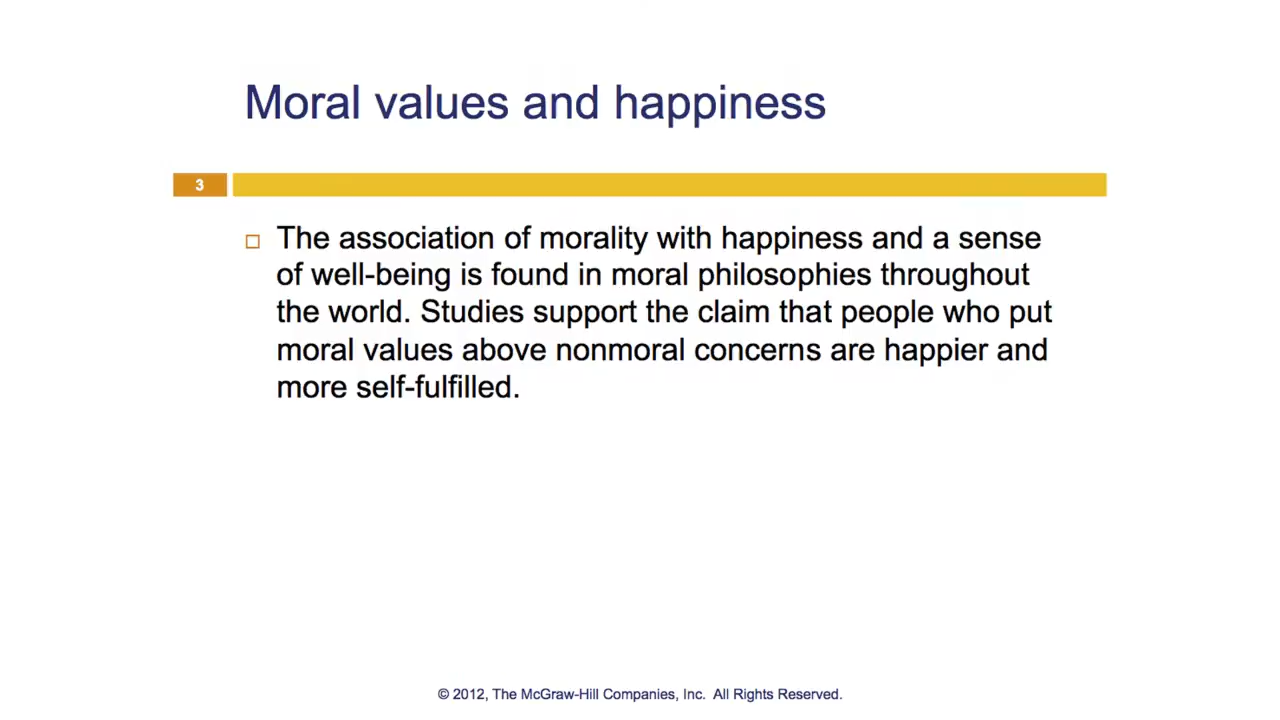 Moral values and happiness
3
The association of morality with happiness and a sense
of well-being is found in moral philosophies throughout
the world. Studies support the claim that people who put
moral values above nonmoral concerns are happier and
more self-fulfilled.
© 2012, The McGraw-Hill Companies, Inc. All Rights Reserved.